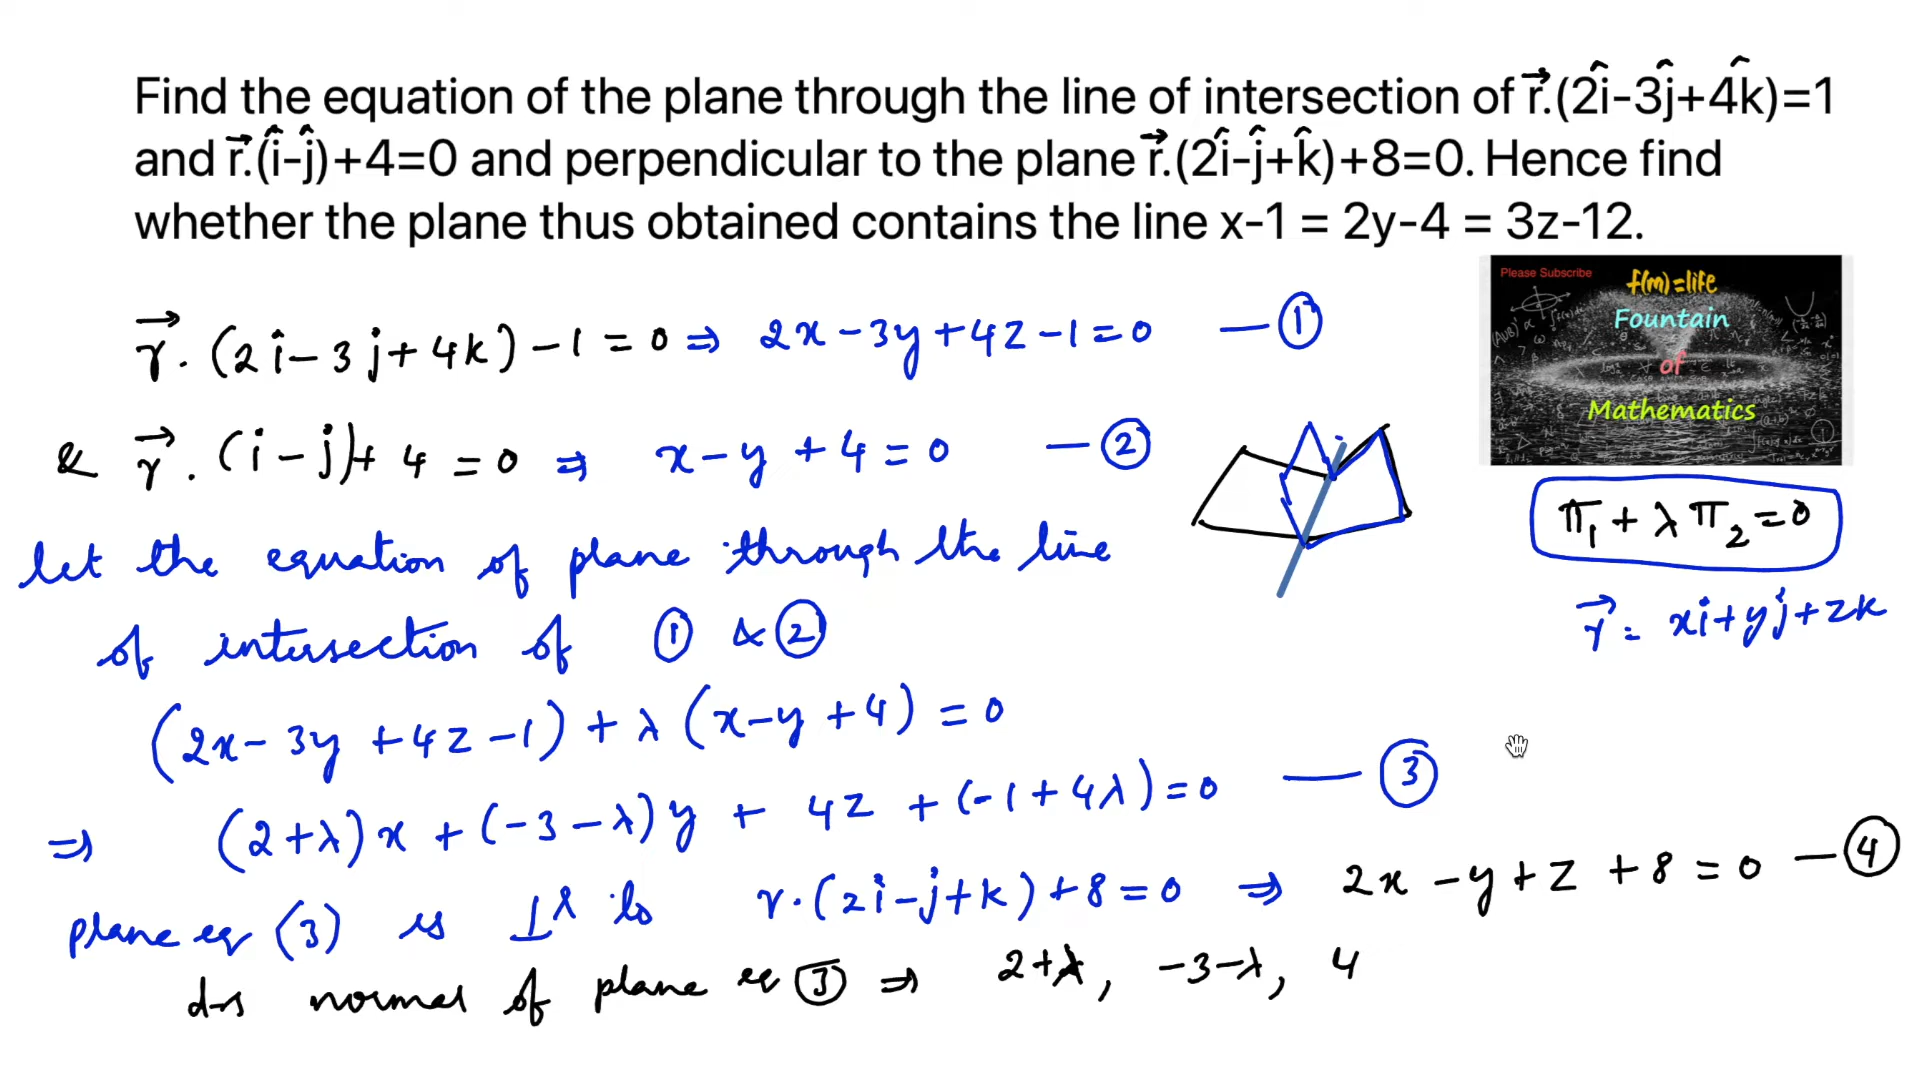 Find the equation of the plane through the line of intersection of r⃗.(2î-3ĵ+4k̂)=1
and r⃗.(î-ĵ)+4=0 and perpendicular to the plane r⃗.(2î-ĵ+k̂)+8=0. Hence find
whether the plane thus obtained contains the line x-1 = 2y-4 = 3z-12.
Please Subscribe
f(m)=life
Fountain
of
Mathematics
r⃗.(2i-3j+4k)-1=0 ⇒ 2x-3y+4z-1=0 —①
& r⃗.(i-j)+4=0 ⇒ x-y+4=0 —②
π₁+λπ₂=0
r⃗= xi+yj+zk
let the equation of plane through the line
of intersection of ① & ②
(2x-3y+4z-1)+λ(x-y+4)=0
⇒ (2+λ)x+(-3-λ)y+4z+(-1+4λ)=0 —③
plane eq (3) is ⊥ʳ to r.(2i-j+k)+8=0 ⇒ 2x-y+z+8=0 —④
d-rs normal of plane eq ③ ⇒ 2+λ, -3-λ, 4